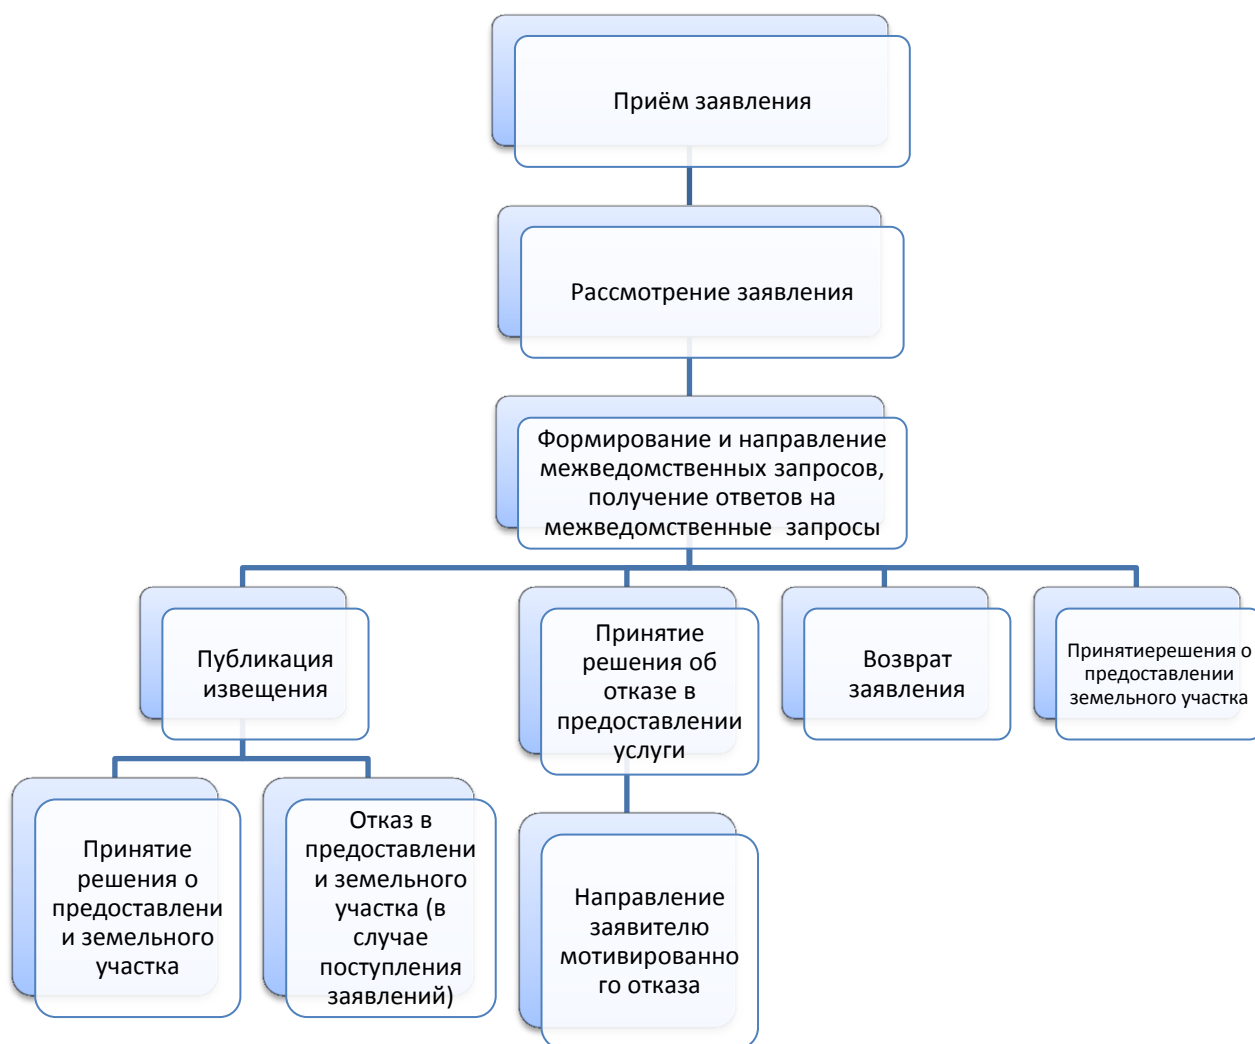 Приём заявления
Рассмотрение заявления
Формирование и направление
межведомственных запросов,
получение ответов на
межведомственные  запросы
Публикация
извещения
Принятие
решения об
отказе в
предоставлении
услуги
Возврат
заявления
Принятиерешения о
предоставлении
земельного участка
Принятие
решения о
предоставлени
и земельного
участка
Отказ в
предоставлени
и земельного
участка (в
случае
поступления
заявлений)
Направление
заявителю
мотивированно
го отказа